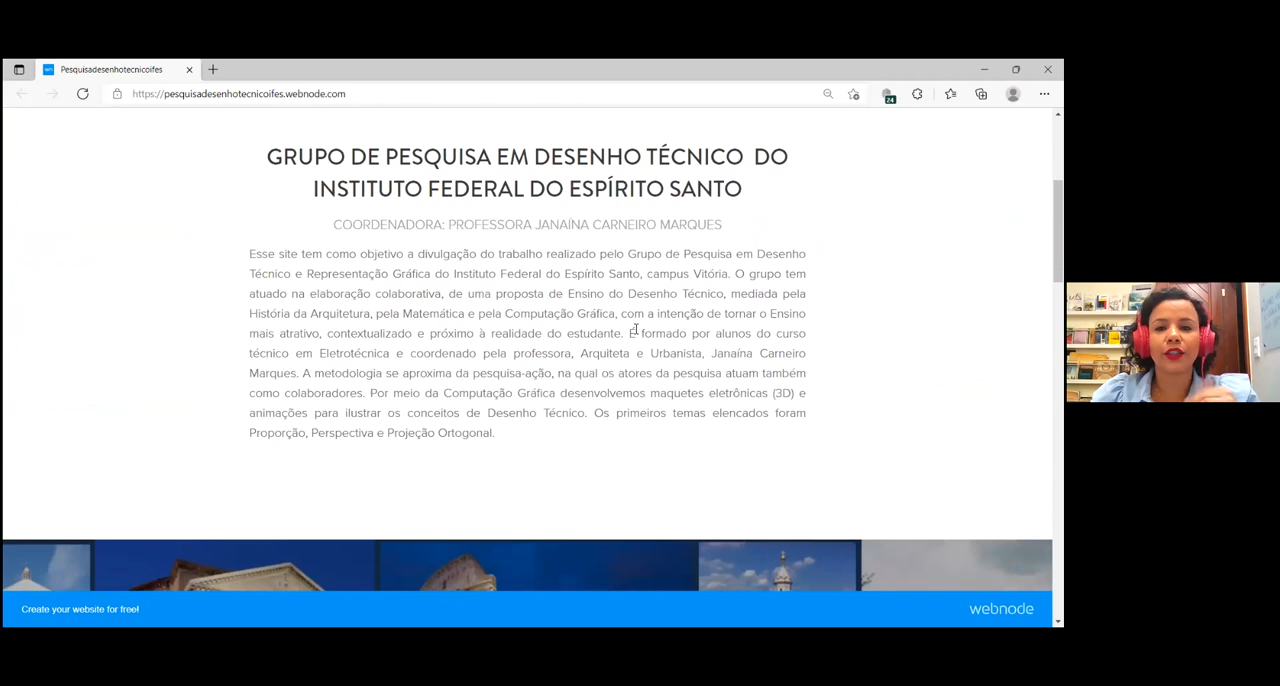 Pesquisadesenhotecnicoifes
https://pesquisadesenhotecnicoifes.webnode.com
24
GRUPO DE PESQUISA EM DESENHO TÉCNICO DO
INSTITUTO FEDERAL DO ESPÍRITO SANTO
COORDENADORA: PROFESSORA JANAÍNA CARNEIRO MARQUES
Esse site tem como objetivo a divulgação do trabalho realizado pelo Grupo de Pesquisa em Desenho
Técnico e Representação Gráfica do Instituto Federal do Espírito Santo, campus Vitória. O grupo tem
atuado na elaboração colaborativa, de uma proposta de Ensino do Desenho Técnico, mediada pela
História da Arquitetura, pela Matemática e pela Computação Gráfica, com a intenção de tornar o Ensino
mais atrativo, contextualizado e próximo à realidade do estudante. É formado por alunos do curso
técnico em Eletrotécnica e coordenado pela professora, Arquiteta e Urbanista, Janaína Carneiro
Marques. A metodologia se aproxima da pesquisa-ação, na qual os atores da pesquisa atuam também
como colaboradores. Por meio da Computação Gráfica desenvolvemos maquetes eletrônicas (3D) e
animações para ilustrar os conceitos de Desenho Técnico. Os primeiros temas elencados foram
Proporção, Perspectiva e Projeção Ortogonal.
Create your website for free!
webnode